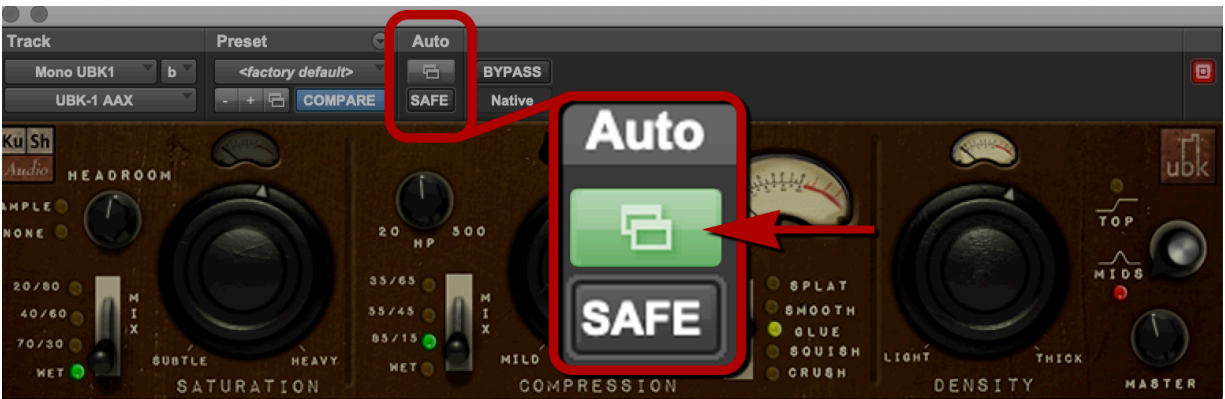 Track Preset Auto
Mono UBK1 b <factory default> BYPASS
UBK-1 AAX - + COMPARE SAFE Native
Auto
SAFE
Ku Sh
Audio
ubk
HEADROOM
AMPLE
NONE
20 HP 500
TOP
MIDS
20/80
40/60
70/30
WET
MIX
35/65
55/45
85/15
WET
MIX
SPLAT
SMOOTH
GLUE
SQUISH
CRUSH
SUBTLE HEAVY
MILD
LIGHT THICK
SATURATION COMPRESSION DENSITY MASTER